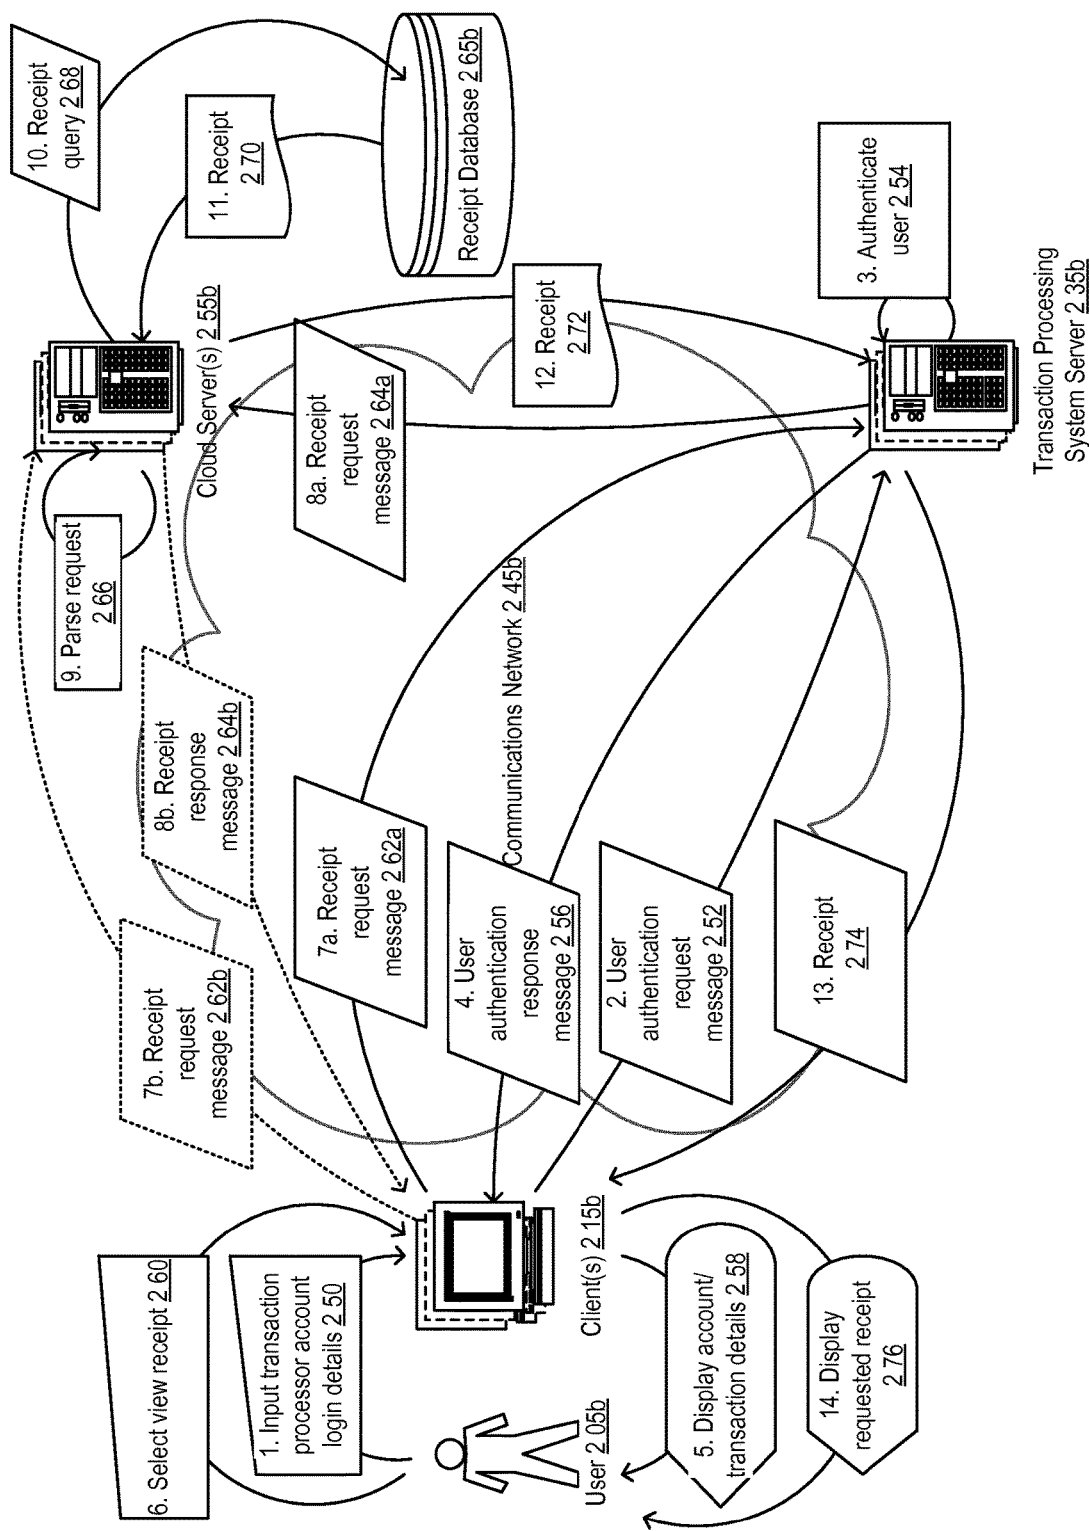 6. Select view receipt 2 60
1. Input transaction
processor account
login details 2 50
User 2 05b
5. Display account/
transaction details 2 58
14. Display
requested receipt
2 76
Client(s) 2 15b
7b. Receipt
request
message 2 62b
8b. Receipt
response
message 2 64b
7a. Receipt
request
message 2 62a
4. User
authentication
response
message 2 56
2. User
authentication
request
message 2 52
13. Receipt
2 74
Communications Network 2 45b
9. Parse request
2 66
Cloud Server(s) 2 55b
8a. Receipt
request
message 2 64a
12. Receipt
2 72
10. Receipt
query 2 68
11. Receipt
2 70
Receipt Database 2 65b
3. Authenticate
user 2 54
Transaction Processing
System Server 2 35b